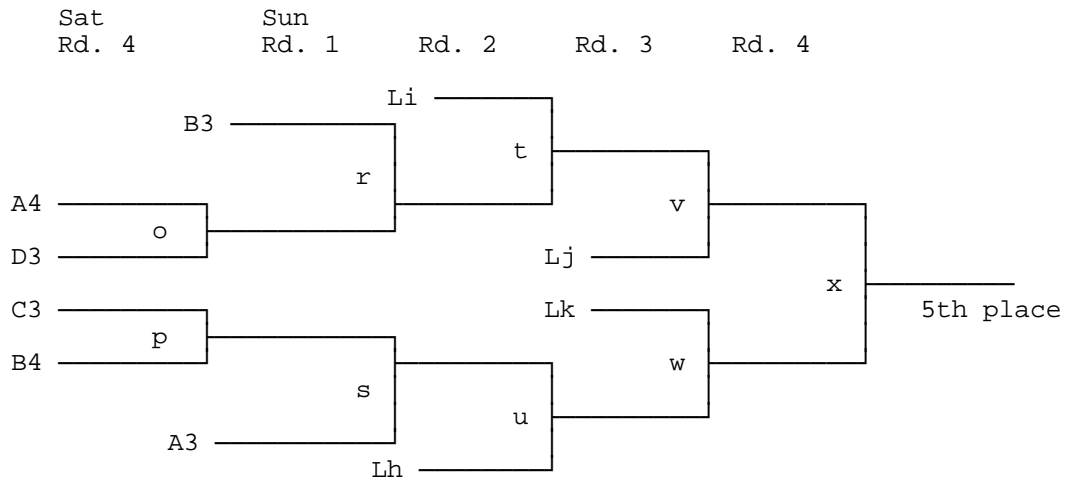 Sat Sun
Rd. 4 Rd. 1 Rd. 2 Rd. 3 Rd. 4
Li
B3
t
r
A4 v
o
D3 Lj
x
C3 Lk 5th place
p
B4 w
s
u
A3
Lh